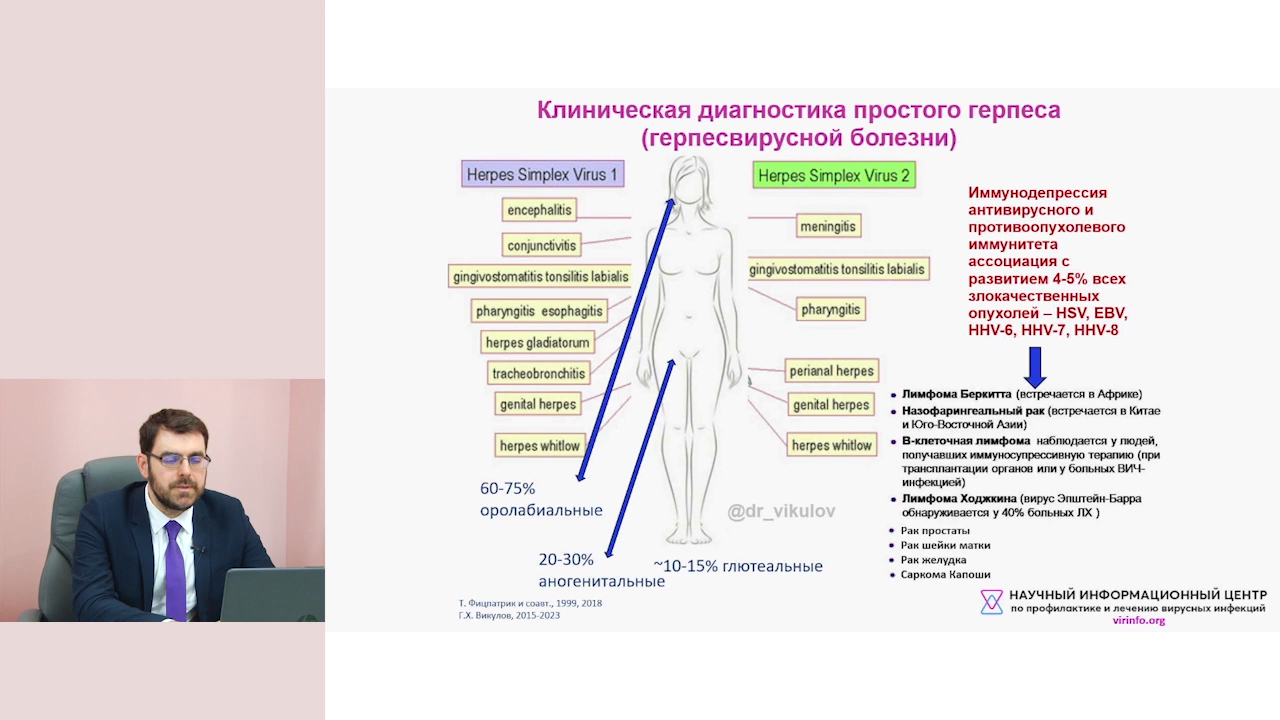 Клиническая диагностика простого герпеса
(герпесвирусной болезни)
Herpes Simplex Virus 1
encephalitis
conjunctivitis
gingivostomatitis tonsilitis labialis
pharyngitis esophagitis
herpes gladiatorum
tracheobronchitis
genital herpes
herpes whitlow
Herpes Simplex Virus 2
meningitis
gingivostomatitis tonsilitis labialis
pharyngitis
perianal herpes
genital herpes
herpes whitlow
60-75%
оролабиальные
20-30%
аногенитальные
~10-15% глютеальные
@dr_vikulov
Т. Фицпатрик и соавт., 1999, 2018
Г.Х. Викулов, 2015-2023
Иммунодепрессия
антивирусного и
противоопухолевого
иммунитета
ассоциация с
развитием 4-5% всех
злокачественных
опухолей – HSV, EBV,
HHV-6, HHV-7, HHV-8
• Лимфома Беркитта (встречается в Африке)
• Назофарингеальный рак (встречается в Китае
и Юго-Восточной Азии)
• В-клеточная лимфома наблюдается у людей,
получавших иммуносупрессивную терапию (при
трансплантации органов или у больных ВИЧ-
инфекцией)
• Лимфома Ходжкина (вирус Эпштейн-Барра
обнаруживается у 40% больных ЛХ )
• Рак простаты
• Рак шейки матки
• Рак желудка
• Саркома Капоши
НАУЧНЫЙ ИНФОРМАЦИОННЫЙ ЦЕНТР
по профилактике и лечению вирусных инфекций
virinfo.org